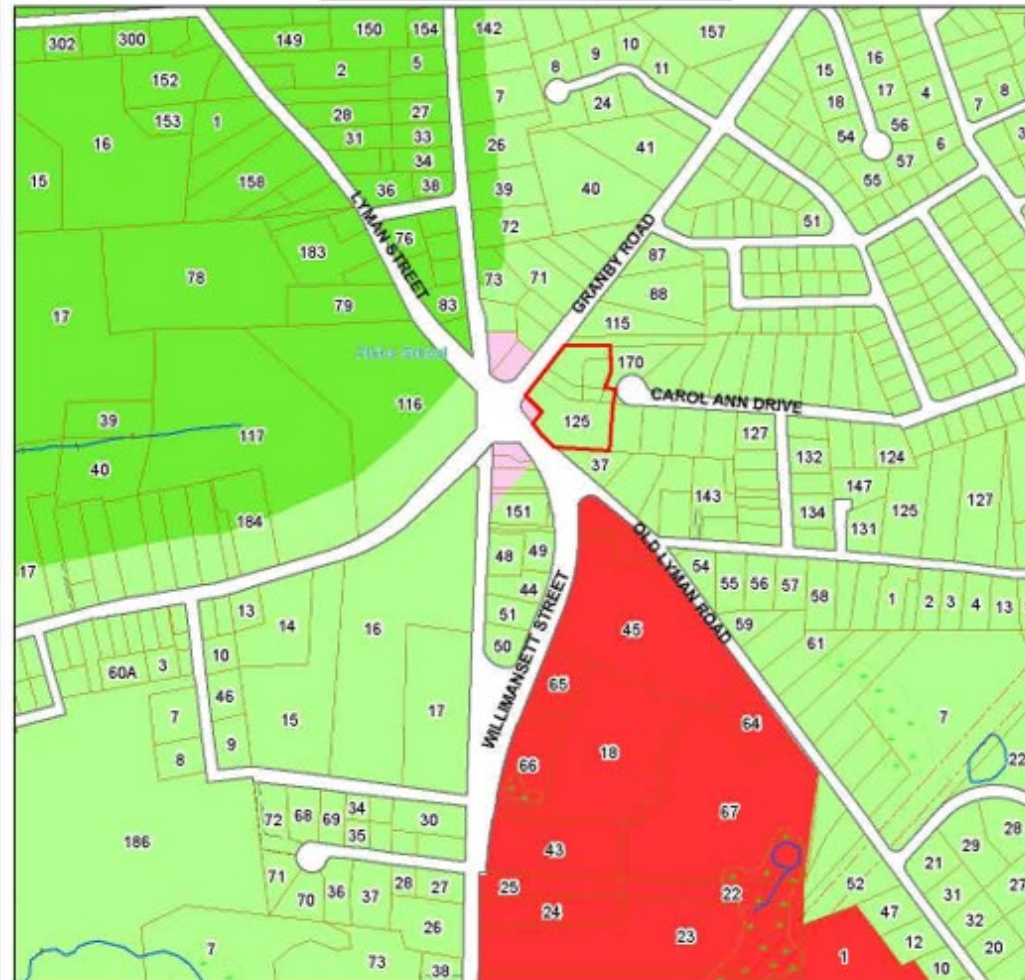 302 300 149 150 154 142 157
152 2 5 8 9 10 11 15 16
153 1 28 27 7 24 18 17 4 7 8
16 31 33 26 41 54 56 6
15 158 34 39 40 57
36 38 55
LYMAN STREET
183 76 72 51
78 73 71 87
GRANBY ROAD
17 79 83 88
115
170
116 CAROL ANN DRIVE
39 125 127
117 37 132 124
40 143 147
184 151 134 131 125 127
17 48 49 OLD LYMAN ROAD 54
44 55 56 57 58 1 2 3 4 13
13 14 16 51 45 59
60A 3 10 50 61
WILLIMANSETT STREET
46 65
7 15 17 64 7
8 9 66 18 22
72 68 69 34 30 67
186 35 28
43 29
71 21
70 36 37 28 27 25 22 52 31 27
26 24 47 32
7 73 23 12 20
38 1 10